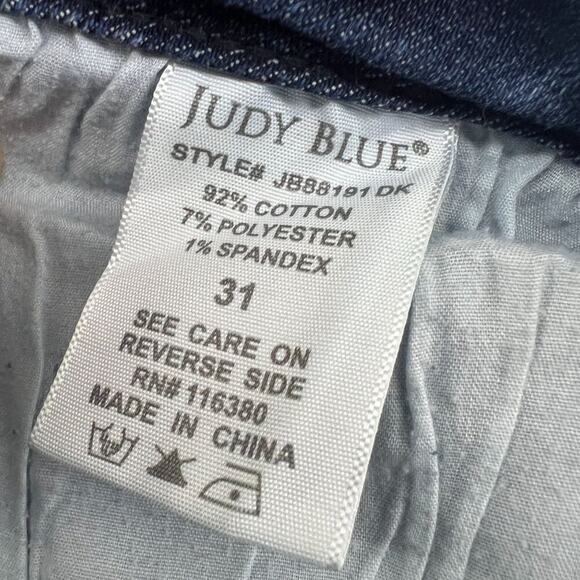 JUDY BLUE®
STYLE# JB88191 DK
92% COTTON
7% POLYESTER
1% SPANDEX
31
SEE CARE ON
REVERSE SIDE
RN# 116380
MADE IN CHINA